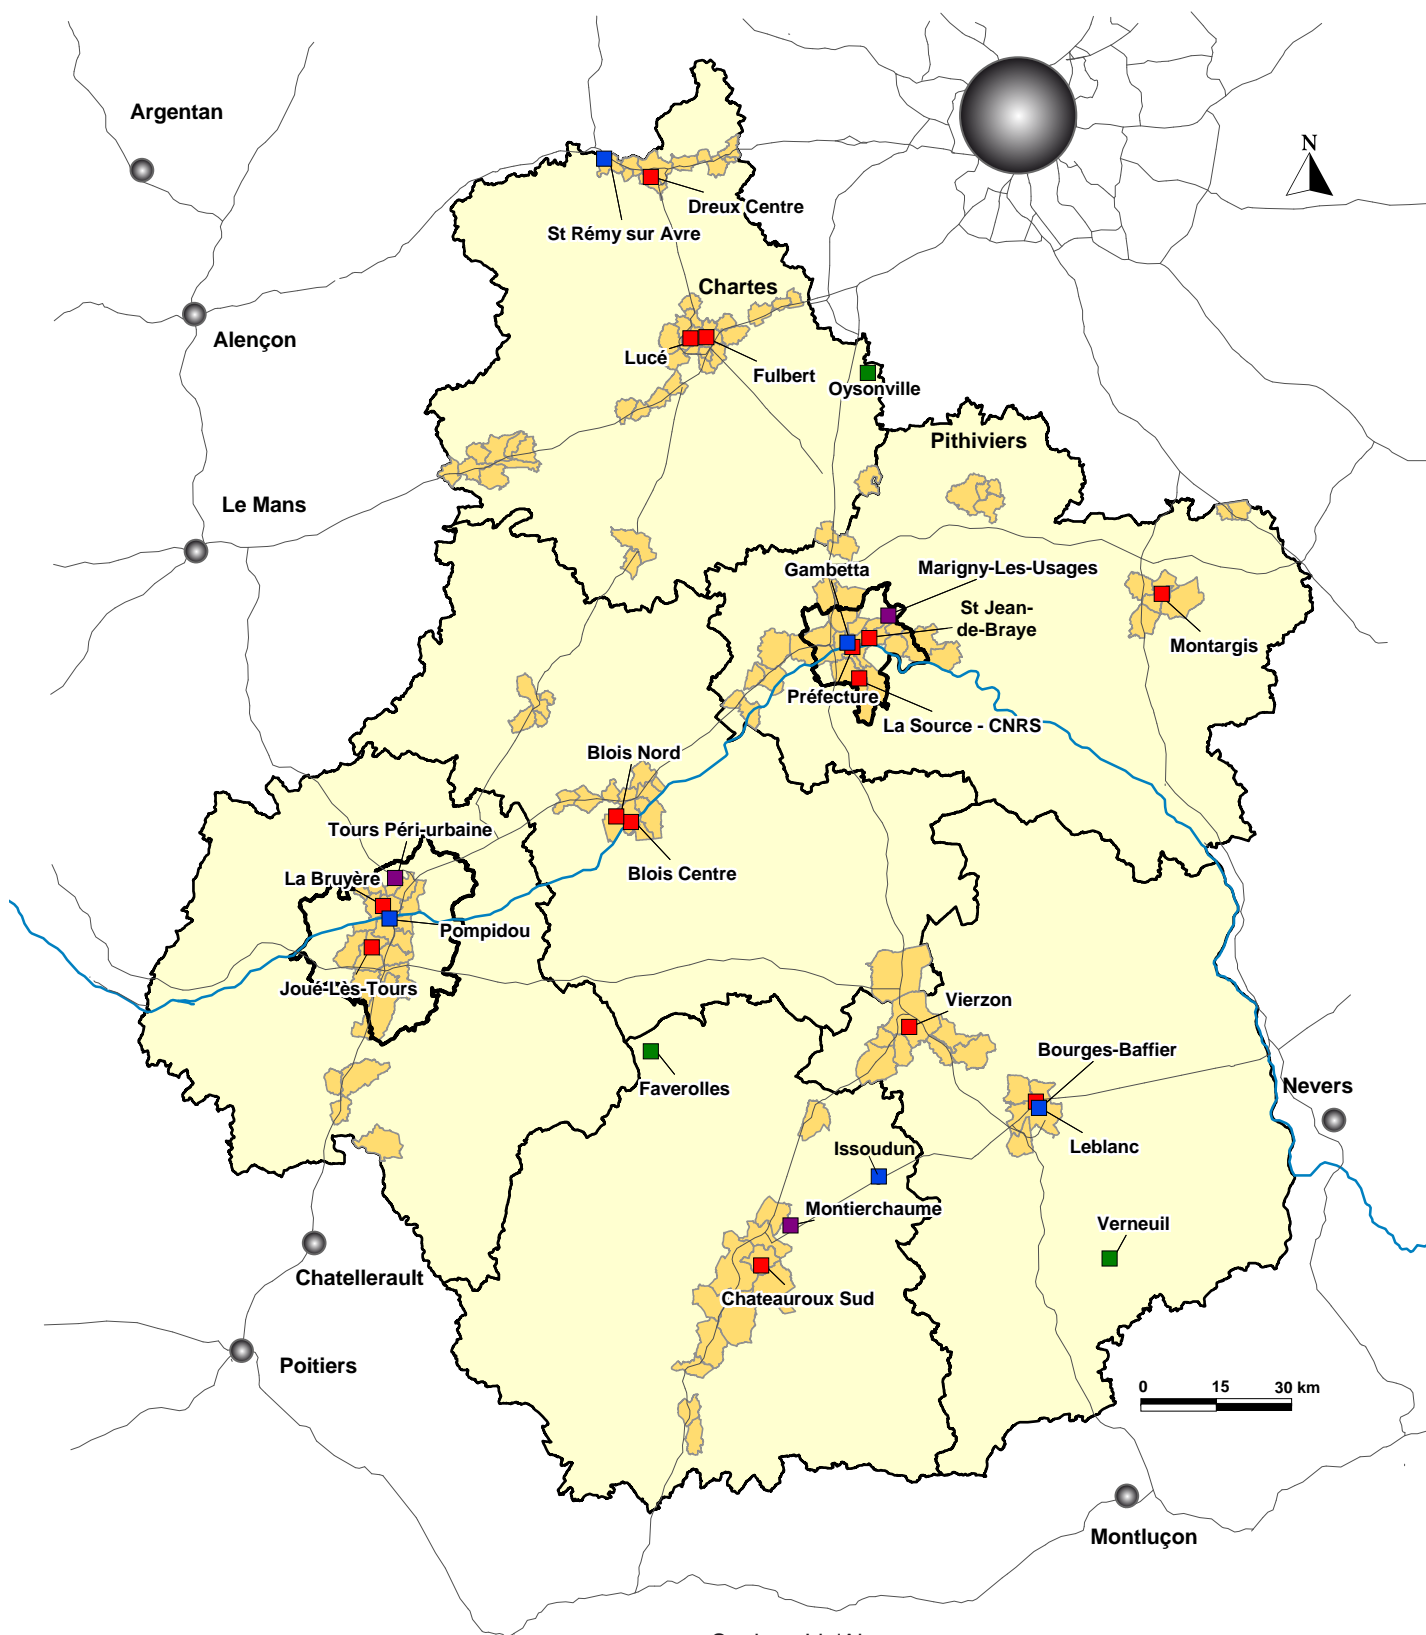 Argentan
N
Dreux Centre
St Rémy sur Avre
Chartes
Alençon
Lucé
Fulbert
Oysonville
Pithiviers
Le Mans
Gambetta
Marigny-Les-Usages
St Jean-
de-Braye
Montargis
Préfecture
La Source - CNRS
Blois Nord
Tours Péri-urbaine
La Bruyère
Blois Centre
Pompidou
Joué-Lès-Tours
Vierzon
Bourges-Baffier
Faverolles
Nevers
Leblanc
Issoudun
Montierchaume
Verneuil
Chatellerault
Chateauroux Sud
Poitiers
0 15 30 km
Montluçon